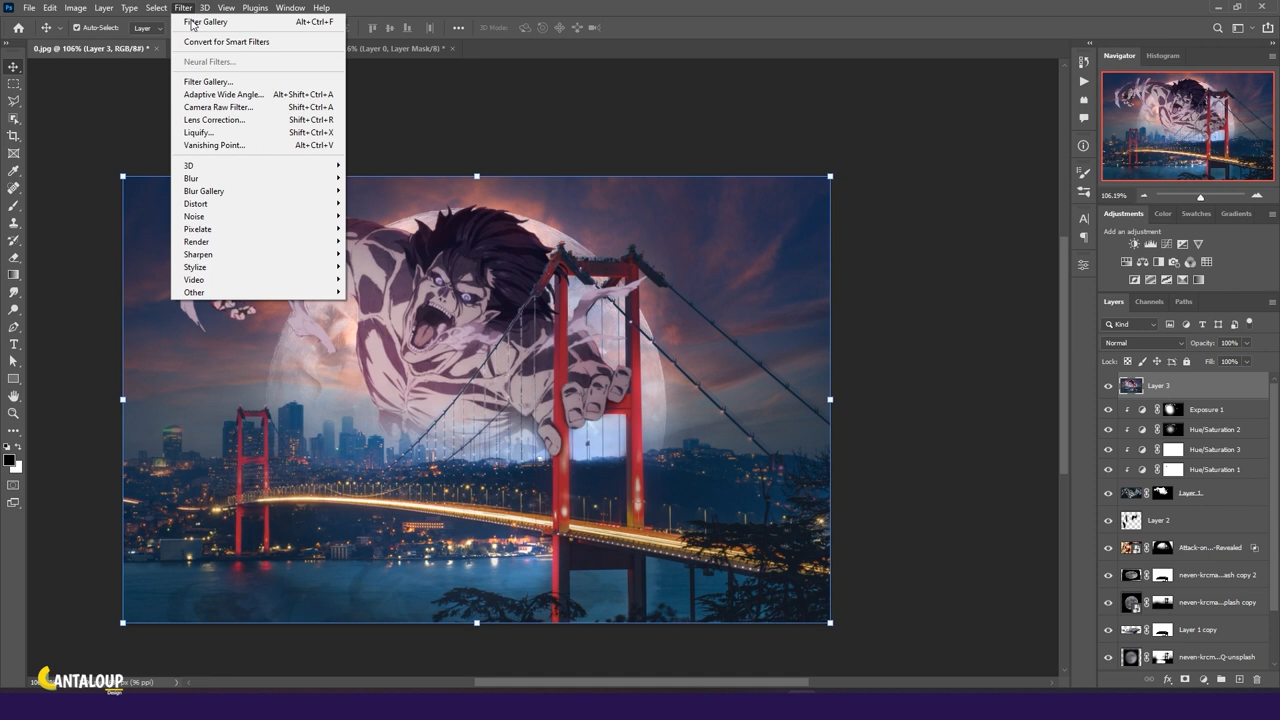 File Edit Image Layer Type Select Filter 3D View Plugins Window Help
Auto-Select: Layer
3D Mode:
0.jpg @ 106% (Layer 3, RGB/8#) * ×
6% (Layer 0, Layer Mask/8) * ×
Filter Gallery Alt+Ctrl+F
Convert for Smart Filters
Neural Filters...
Filter Gallery...
Adaptive Wide Angle... Alt+Shift+Ctrl+A
Camera Raw Filter... Shift+Ctrl+A
Lens Correction... Shift+Ctrl+R
Liquify... Shift+Ctrl+X
Vanishing Point... Alt+Ctrl+V
3D
Blur
Blur Gallery
Distort
Noise
Pixelate
Render
Sharpen
Stylize
Video
Other
Navigator Histogram
106.19%
Adjustments Color Swatches Gradients
Add an adjustment
Layers Channels Paths
Kind
Normal Opacity: 100%
Lock: Fill: 100%
Layer 3
Exposure 1
Hue/Saturation 2
Hue/Saturation 3
Hue/Saturation 1
Layer 1
Layer 2
Attack-on...-Revealed
neven-krcma...ash copy 2
neven-krcma...plash copy
Layer 1 copy
neven-krcm...Q-unsplash
(96 ppi)
CANTALOUP
Design